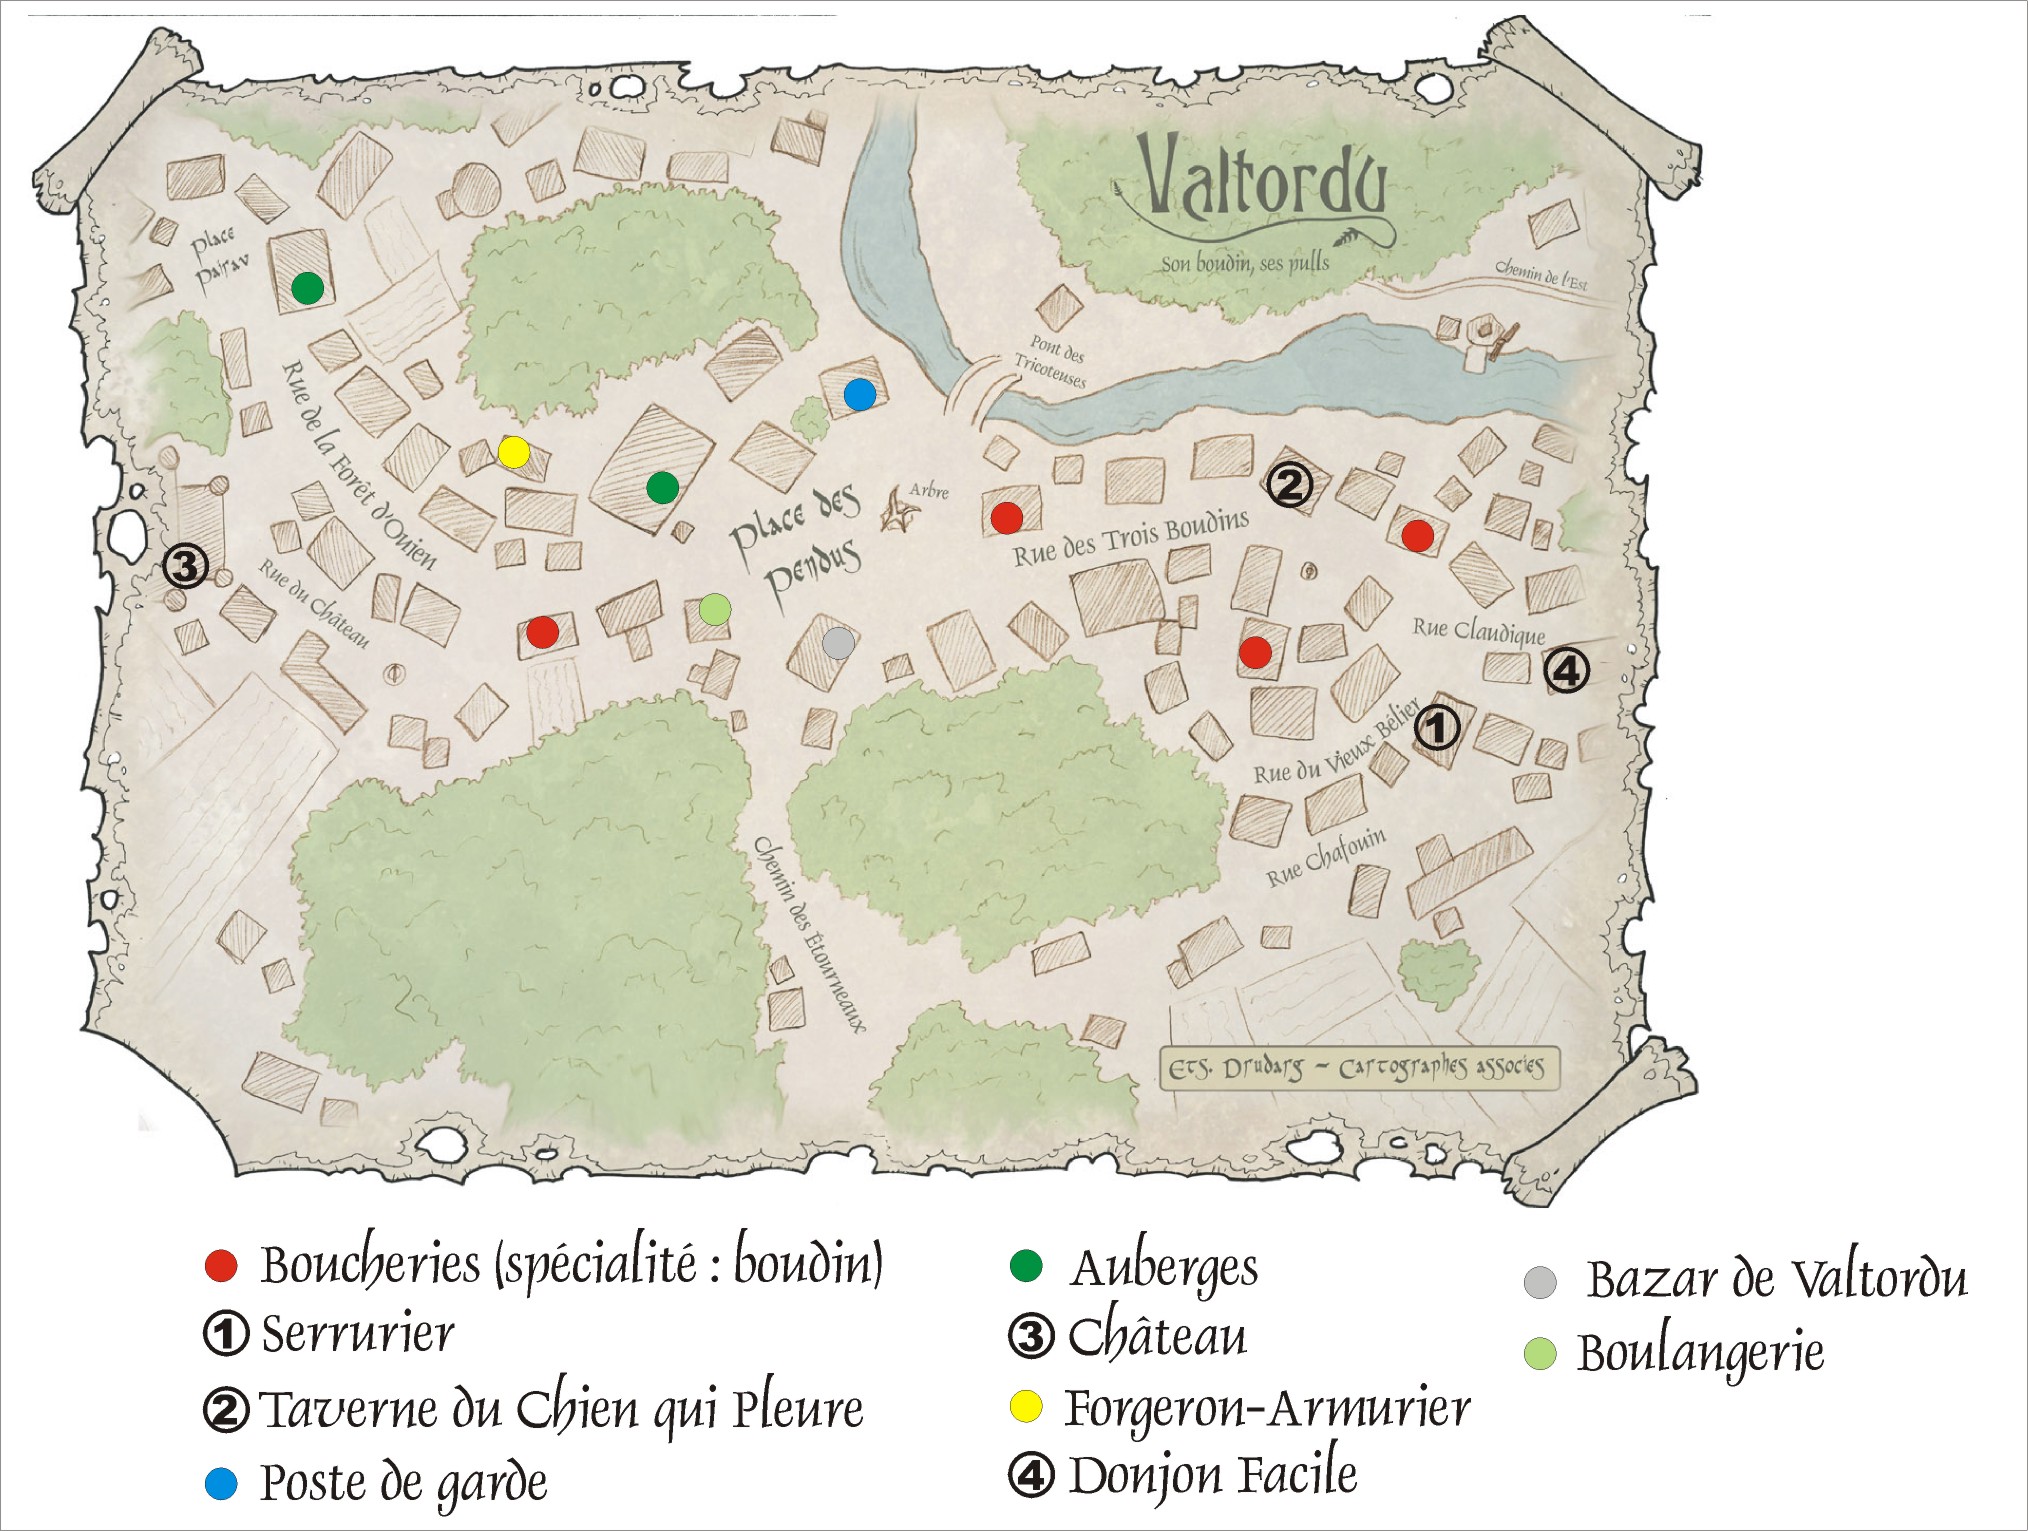 Valtordu
Son boudin, ses pulls
Place
Pairav
Chemin de l'Est
Pont des
Tricoteuses
Rue de la Forêt d'Ouien
Place des
Pendus
Arbre
Rue des Trois Boudins
2
3
Rue du Château
Rue Claudique
4
1
Rue du Vieux Bélier
Rue Chafouin
Chemin des Étourneaux
Ets. Drudarg ~ Cartographes associés
Boucheries (spécialité : boudin)
1 Serrurier
2 Taverne du Chien qui Pleure
Poste de garde
Auberges
3 Château
Forgeron-Armurier
4 Donjon Facile
Bazar de Valtordu
Boulangerie